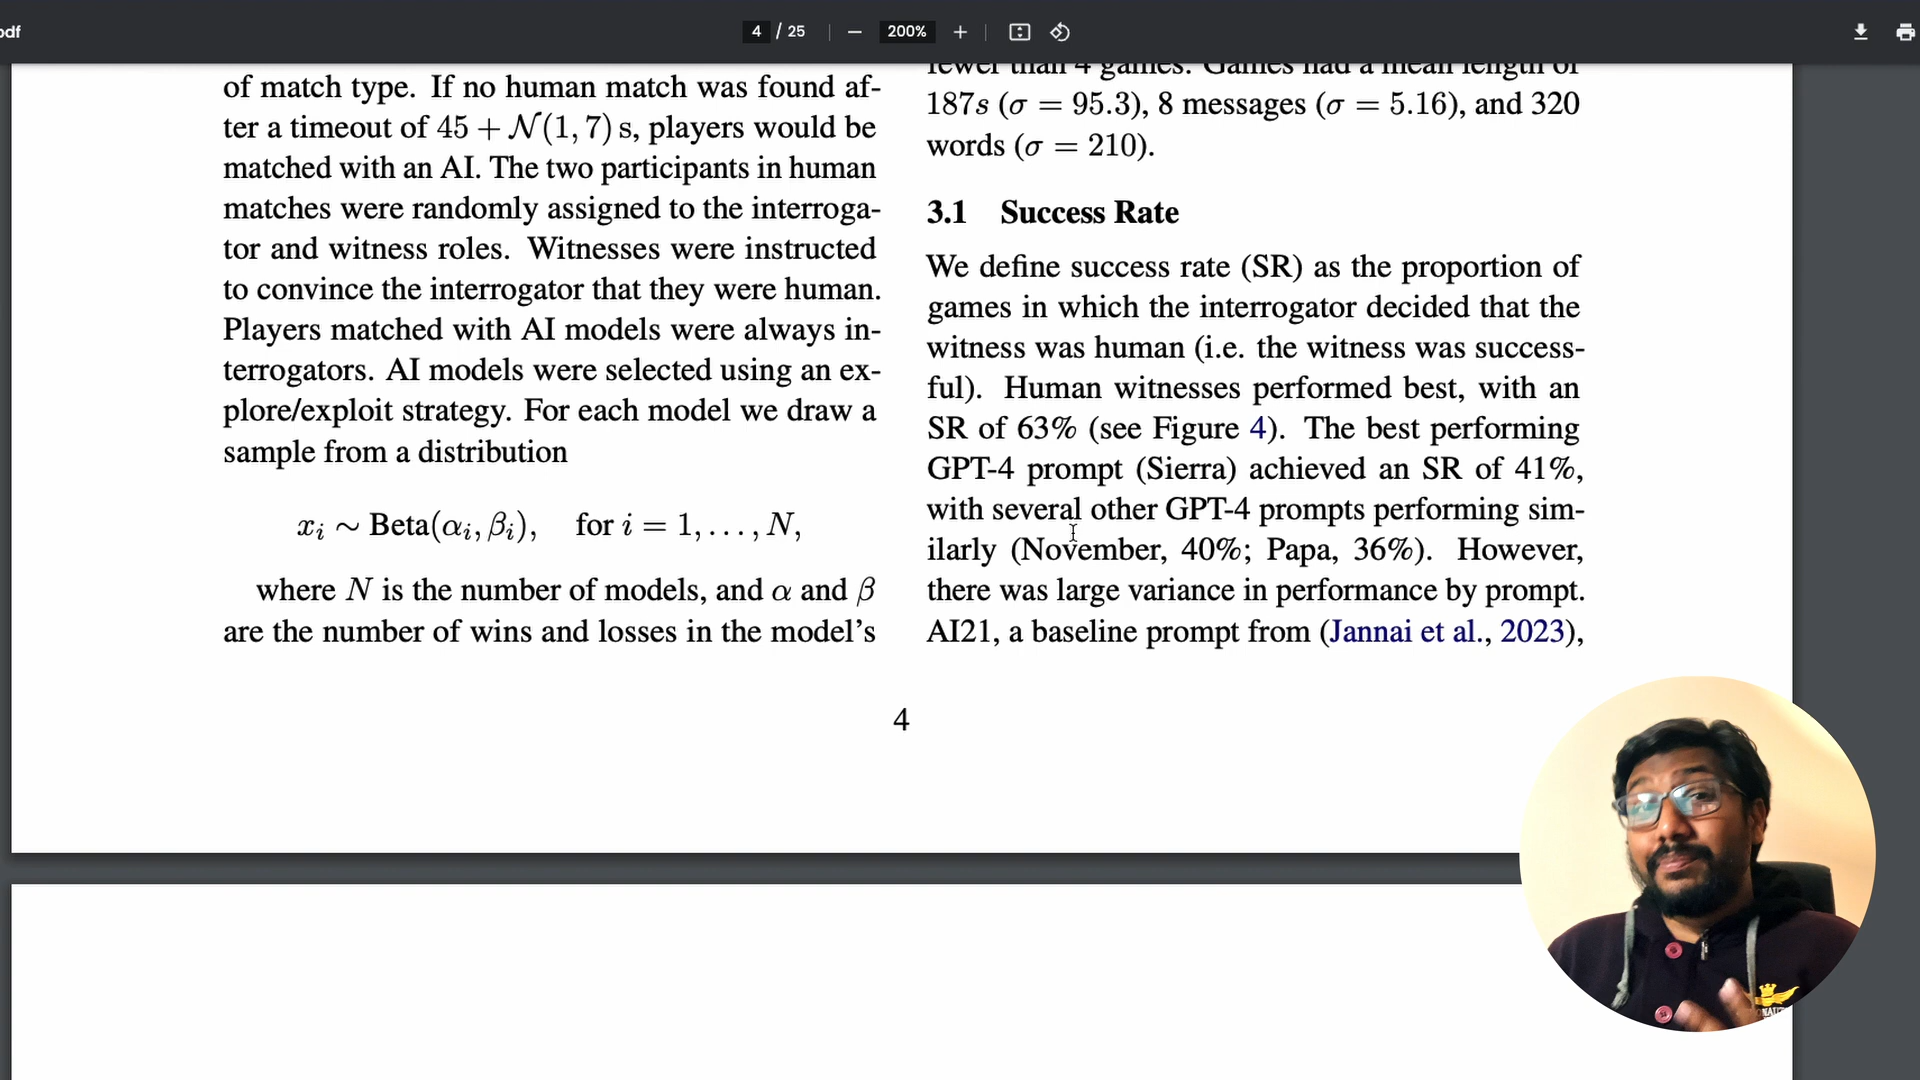 pdf
4 / 25
200%
of match type. If no human match was found af-
ter a timeout of 45 + 𝒩(1, 7) s, players would be
matched with an AI. The two participants in human
matches were randomly assigned to the interroga-
tor and witness roles. Witnesses were instructed
to convince the interrogator that they were human.
Players matched with AI models were always in-
terrogators. AI models were selected using an ex-
plore/exploit strategy. For each model we draw a
sample from a distribution
xᵢ ∼ Beta(αᵢ, βᵢ), for i = 1, . . . , N,
where N is the number of models, and α and β
are the number of wins and losses in the model’s
fewer than 4 games. Games had a mean length of
187s (σ = 95.3), 8 messages (σ = 5.16), and 320
words (σ = 210).
3.1 Success Rate
We define success rate (SR) as the proportion of
games in which the interrogator decided that the
witness was human (i.e. the witness was success-
ful). Human witnesses performed best, with an
SR of 63% (see Figure 4). The best performing
GPT-4 prompt (Sierra) achieved an SR of 41%,
with several other GPT-4 prompts performing sim-
ilarly (November, 40%; Papa, 36%). However,
there was large variance in performance by prompt.
AI21, a baseline prompt from (Jannai et al., 2023),
4